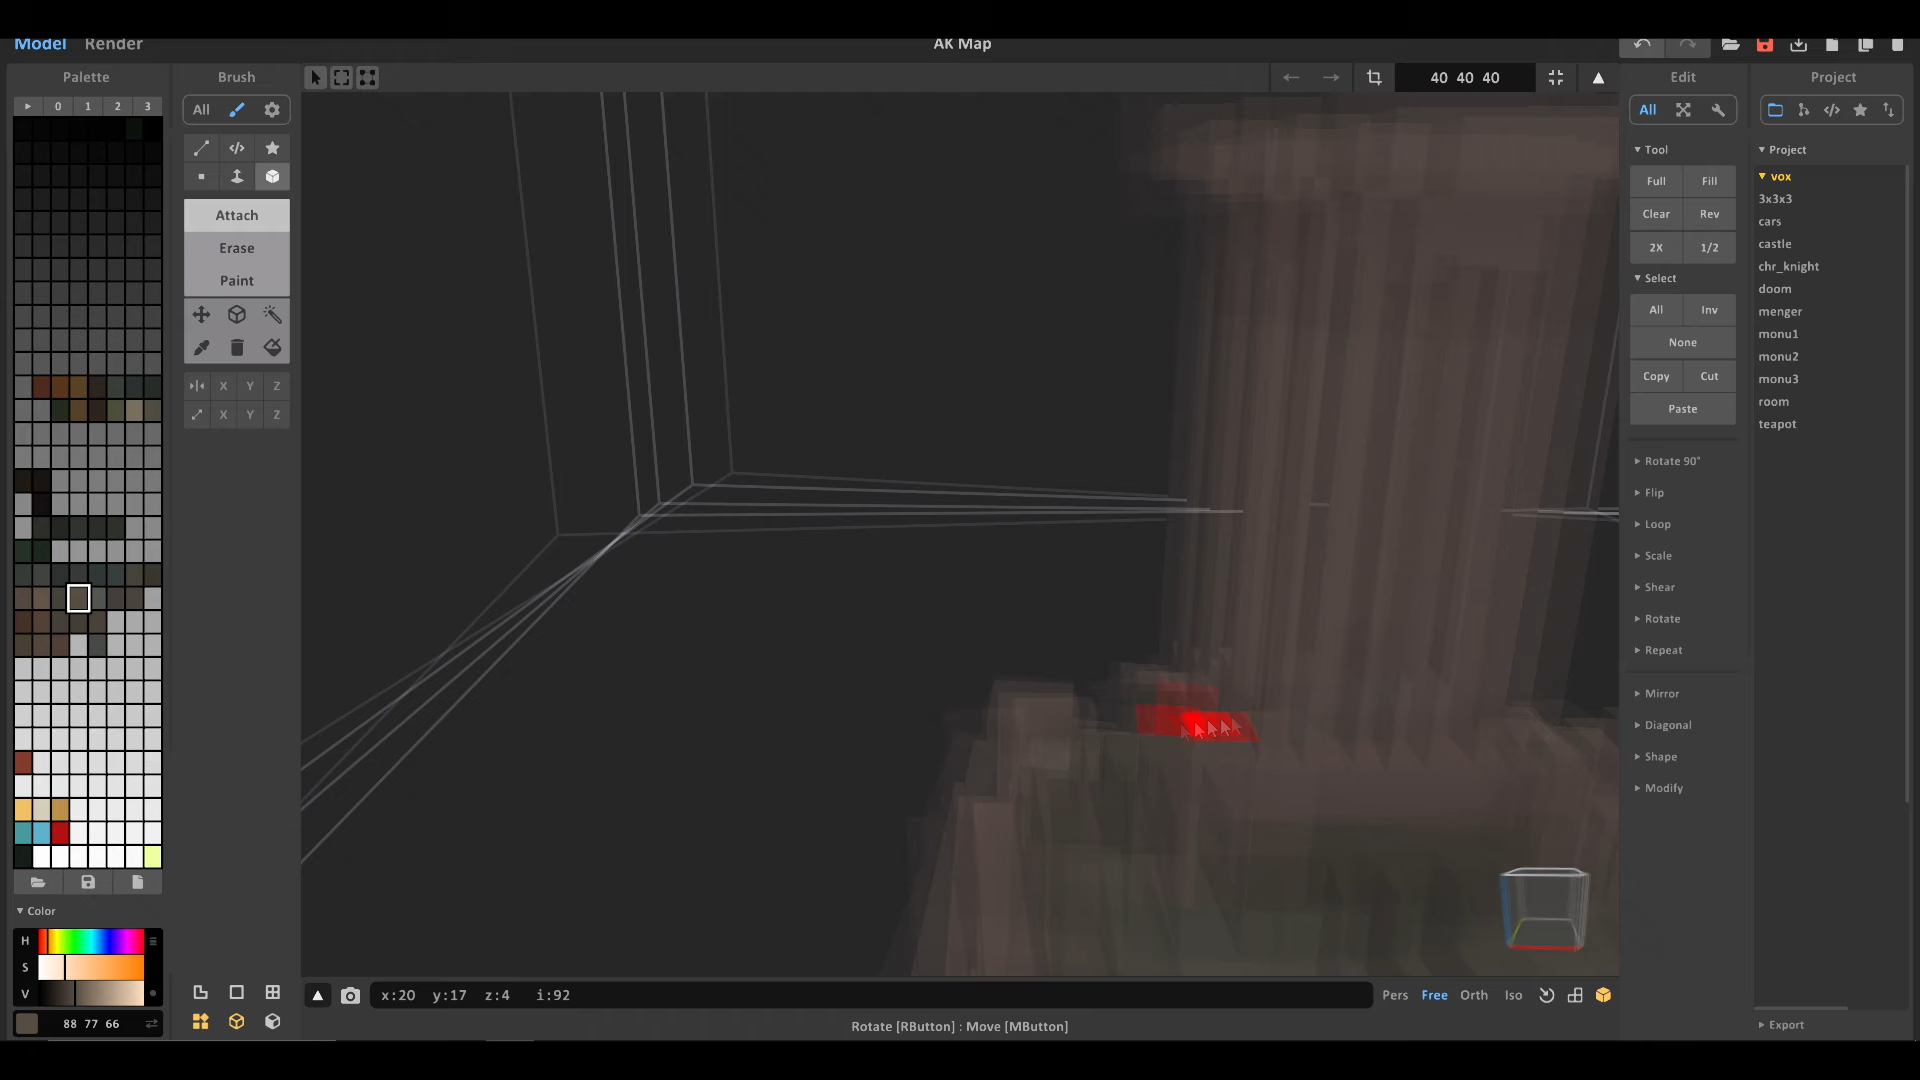 Model Render
AK Map
Palette
Brush
40 40 40
Edit
Project
0 1 2 3
All
All
Tool
Project
Full Fill
vox
Clear Rev
3x3x3
Attach
cars
Erase
2X 1/2
castle
Paint
Select
chr_knight
doom
All Inv
menger
None
monu1
monu2
Copy Cut
monu3
X Y Z
Paste
room
X Y Z
teapot
Rotate 90°
Flip
Loop
Scale
Shear
Rotate
Repeat
Mirror
Diagonal
Shape
Modify
Color
H
S
V
x:20 y:17 z:4 i:92
Pers Free Orth Iso
88 77 66
Rotate [RButton] : Move [MButton]
Export